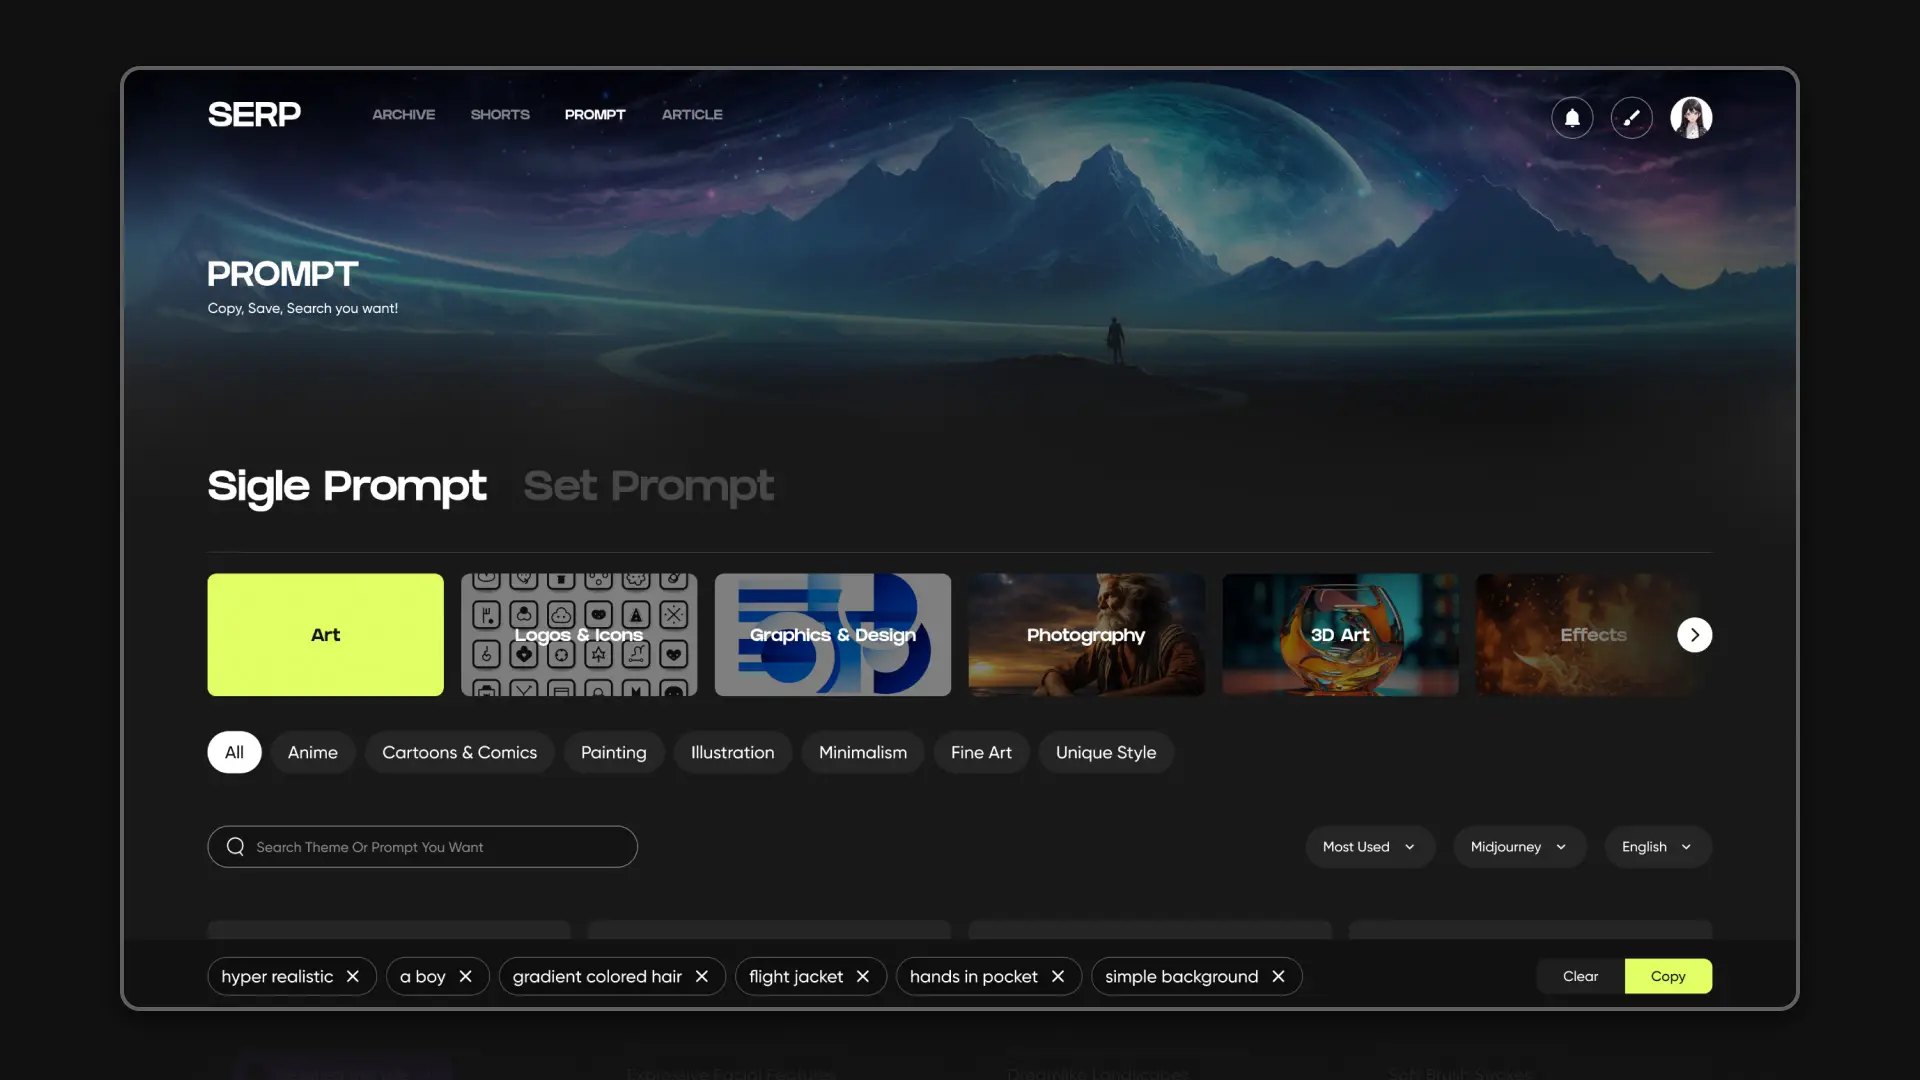 SERP
ARCHIVE SHORTS PROMPT ARTICLE
PROMPT
Copy, Save, Search you want!
Sigle Prompt Set Prompt
Art Logos & Icons Graphics & Design Photography 3D Art Effects
All Anime Cartoons & Comics Painting Illustration Minimalism Fine Art Unique Style
Search Theme Or Prompt You Want Most Used Midjourney English
hyper realistic a boy gradient colored hair flight jacket hands in pocket simple background Clear Copy
Expressive Facial Features Dreamlike Landscapes Soft Brush Strokes